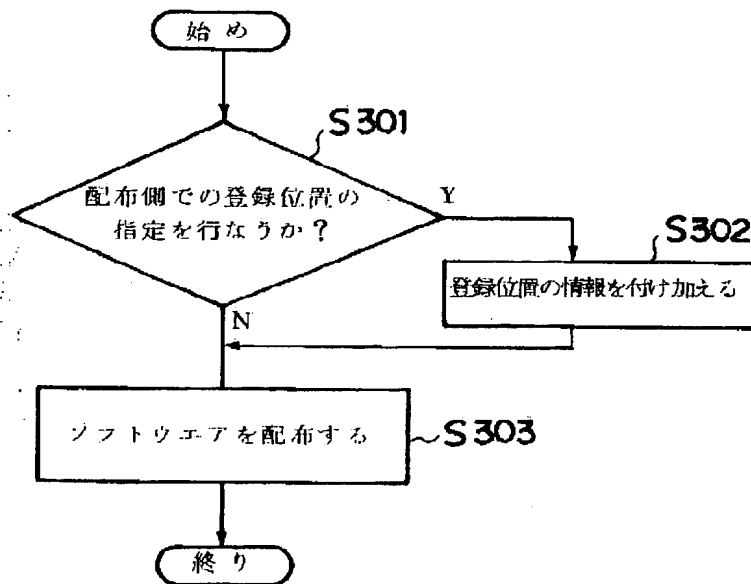 始め
S301
配布側での登録位置の
指定を行なうか？
Y
S302
登録位置の情報を付け加える
N
ソフトウエアを配布する
S303
終り